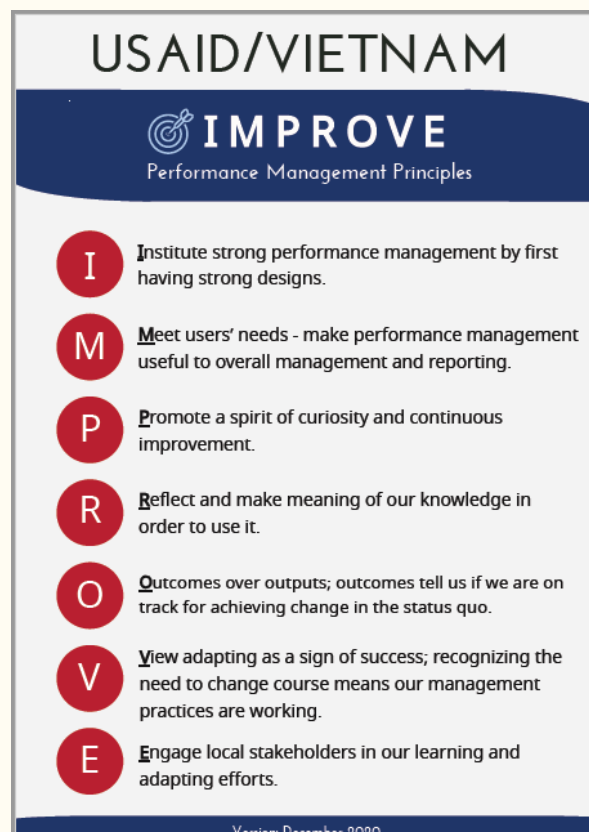 USAID/VIETNAM
IMPROVE
Performance Management Principles
I
Institute strong performance management by first
having strong designs.
M
Meet users' needs - make performance management
useful to overall management and reporting.
P
Promote a spirit of curiosity and continuous
improvement.
R
Reflect and make meaning of our knowledge in
order to use it.
O
Outcomes over outputs; outcomes tell us if we are on
track for achieving change in the status quo.
V
View adapting as a sign of success; recognizing the
need to change course means our management
practices are working.
E
Engage local stakeholders in our learning and
adapting efforts.
Version: December 2020